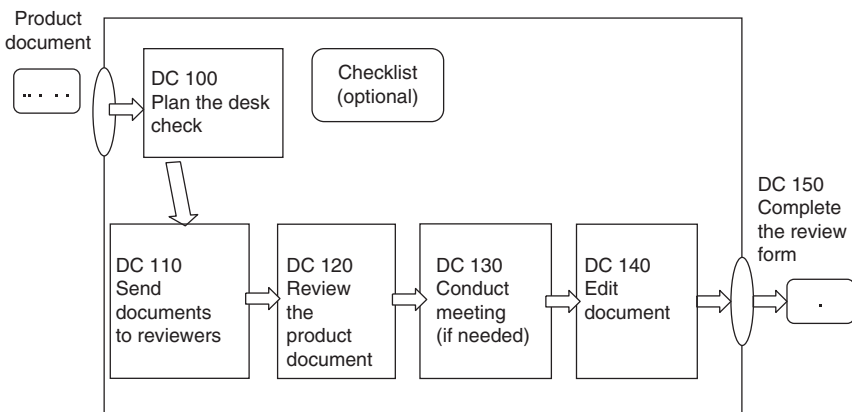 Product
document
.. . . .
DC 100
Plan the desk
check
Checklist
(optional)
DC 110
Send
documents
to reviewers
DC 120
Review
the
product
document
DC 130
Conduct
meeting
(if needed)
DC 140
Edit
document
DC 150
Complete
the review
form
.